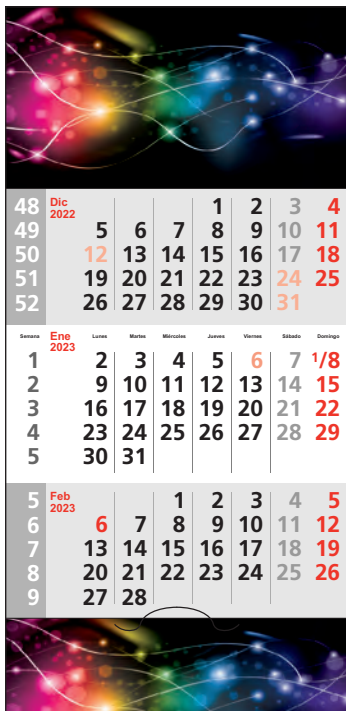 48 Dic 2022 1 2 3 4
49 5 6 7 8 9 10 11
50 12 13 14 15 16 17 18
51 19 20 21 22 23 24 25
52 26 27 28 29 30 31
Semana Ene 2023 Lunes Martes Miércoles Jueves Viernes Sábado Domingo
1 2 3 4 5 6 7 1/8
2 9 10 11 12 13 14 15
3 16 17 18 19 20 21 22
4 23 24 25 26 27 28 29
5 30 31
5 Feb 2023 1 2 3 4 5
6 6 7 8 9 10 11 12
7 13 14 15 16 17 18 19
8 20 21 22 23 24 25 26
9 27 28